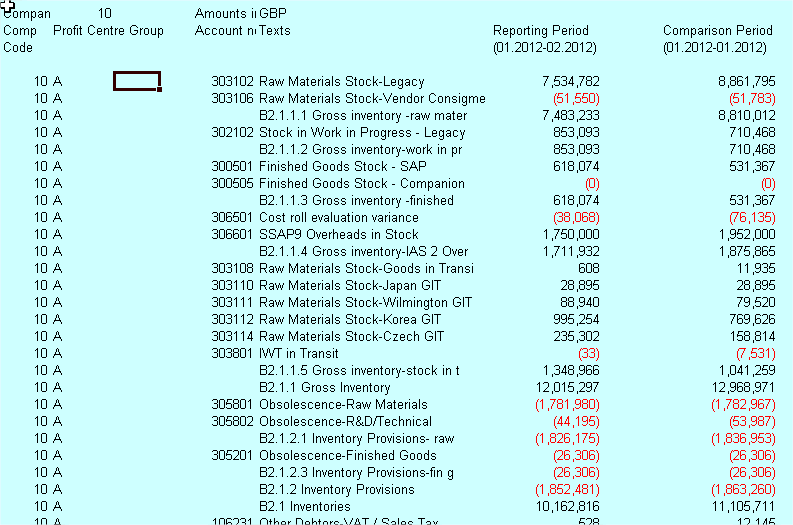 Compan 10 Amounts i GBP
Comp Profit Centre Group Account n Texts Reporting Period Comparison Period
Code (01.2012-02.2012) (01.2012-01.2012)
10 A 303102 Raw Materials Stock-Legacy 7,534,782 8,861,795
10 A 303106 Raw Materials Stock-Vendor Consigme (51,550) (51,783)
10 A B2.1.1.1 Gross inventory -raw mater 7,483,233 8,810,012
10 A 302102 Stock in Work in Progress - Legacy 853,093 710,468
10 A B2.1.1.2 Gross inventory-work in pr 853,093 710,468
10 A 300501 Finished Goods Stock - SAP 618,074 531,367
10 A 300505 Finished Goods Stock - Companion (0) (0)
10 A B2.1.1.3 Gross inventory -finished 618,074 531,367
10 A 306501 Cost roll evaluation variance (38,068) (76,135)
10 A 306601 SSAP9 Overheads in Stock 1,750,000 1,952,000
10 A B2.1.1.4 Gross inventory-IAS 2 Over 1,711,932 1,875,865
10 A 303108 Raw Materials Stock-Goods in Transi 608 11,935
10 A 303110 Raw Materials Stock-Japan GIT 28,895 28,895
10 A 303111 Raw Materials Stock-Wilmington GIT 88,940 79,520
10 A 303112 Raw Materials Stock-Korea GIT 995,254 769,626
10 A 303114 Raw Materials Stock-Czech GIT 235,302 158,814
10 A 303801 IWT in Transit (33) (7,531)
10 A B2.1.1.5 Gross inventory-stock in t 1,348,966 1,041,259
10 A B2.1.1 Gross Inventory 12,015,297 12,968,971
10 A 305801 Obsolescence-Raw Materials (1,781,980) (1,782,967)
10 A 305802 Obsolescence-R&D/Technical (44,195) (53,987)
10 A B2.1.2.1 Inventory Provisions- raw (1,826,175) (1,836,953)
10 A 305201 Obsolescence-Finished Goods (26,306) (26,306)
10 A B2.1.2.3 Inventory Provisions-fin g (26,306) (26,306)
10 A B2.1.2 Inventory Provisions (1,852,481) (1,863,260)
10 A B2.1 Inventories 10,162,816 11,105,711
10 A 106231 Other Debtors-VAT / Sales Tax 528 12,145